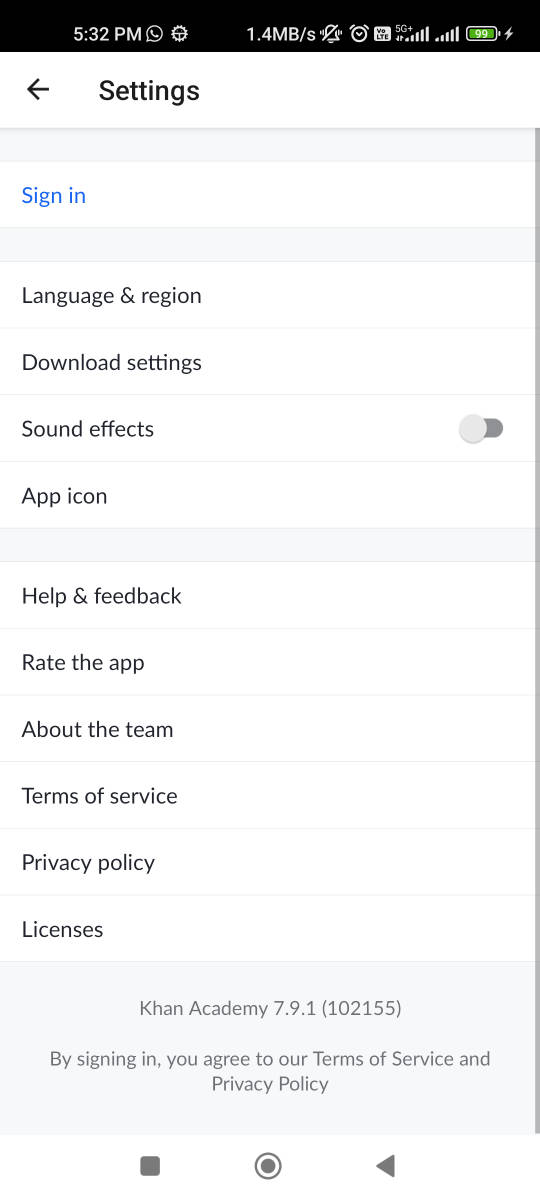 5:32 PM 1.4MB/s Vo LTE 5G+ 99
Settings
Sign in
Language & region
Download settings
Sound effects
App icon
Help & feedback
Rate the app
About the team
Terms of service
Privacy policy
Licenses
Khan Academy 7.9.1 (102155)
By signing in, you agree to our Terms of Service and
Privacy Policy